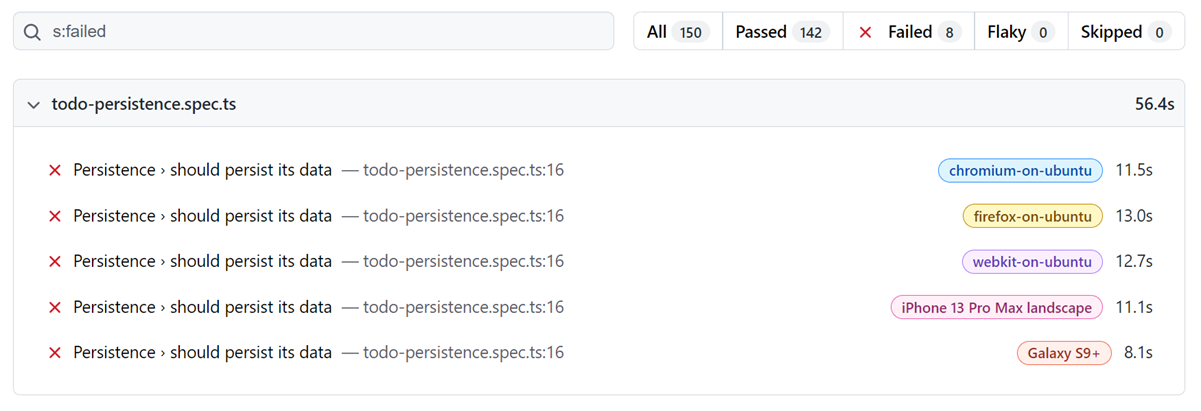 s:failed
All 150 Passed 142 Failed 8 Flaky 0 Skipped 0
todo-persistence.spec.ts 56.4s
Persistence › should persist its data — todo-persistence.spec.ts:16 chromium-on-ubuntu 11.5s
Persistence › should persist its data — todo-persistence.spec.ts:16 firefox-on-ubuntu 13.0s
Persistence › should persist its data — todo-persistence.spec.ts:16 webkit-on-ubuntu 12.7s
Persistence › should persist its data — todo-persistence.spec.ts:16 iPhone 13 Pro Max landscape 11.1s
Persistence › should persist its data — todo-persistence.spec.ts:16 Galaxy S9+ 8.1s